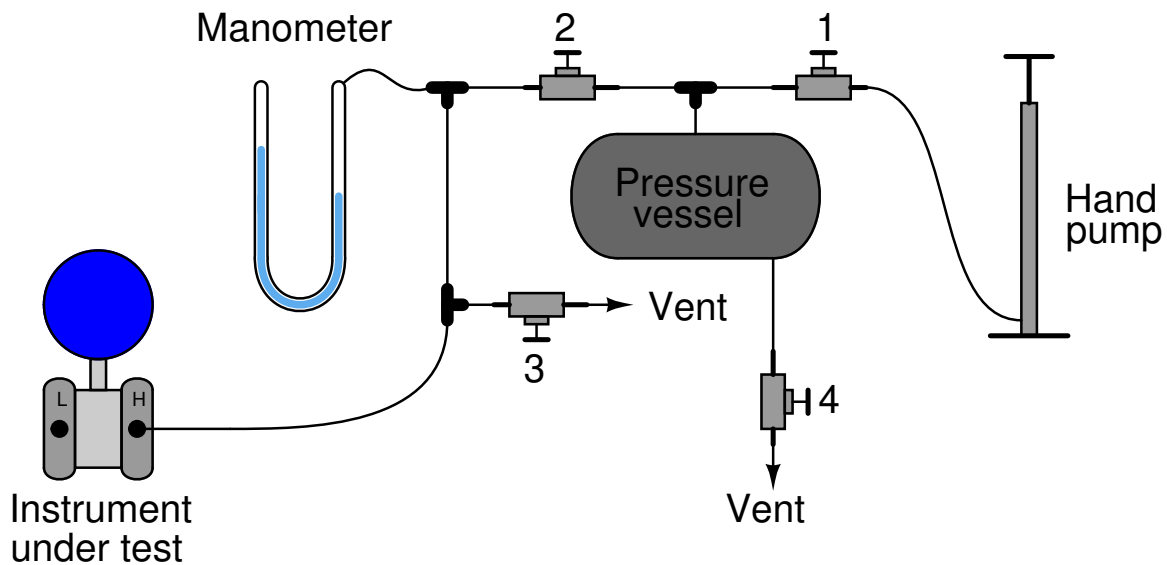 Manometer
2
1
Pressure
vessel
Hand
pump
Vent
3
L
H
4
Instrument
under test
Vent